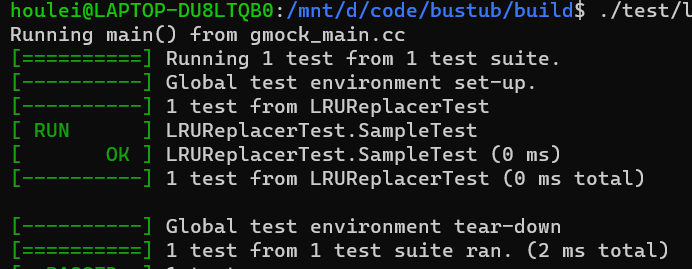 houlei@LAPTOP-DU8LTQB0:/mnt/d/code/bustub/build$ ./test/l
Running main() from gmock_main.cc
[==========] Running 1 test from 1 test suite.
[----------] Global test environment set-up.
[----------] 1 test from LRUReplacerTest
[ RUN      ] LRUReplacerTest.SampleTest
[       OK ] LRUReplacerTest.SampleTest (0 ms)
[----------] 1 test from LRUReplacerTest (0 ms total)
[----------] Global test environment tear-down
[==========] 1 test from 1 test suite ran. (2 ms total)